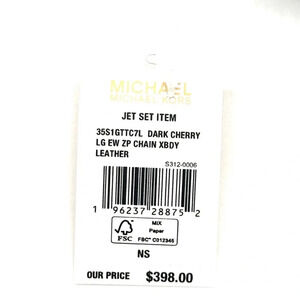 MICHAEL
MICHAEL KORS
JET SET ITEM
35S1GTTC7L DARK CHERRY
LG EW ZP CHAIN XBDY
LEATHER
S312-0006
1 96237 28875 2
FSC
MIX
Paper
FSC® C012345
NS
OUR PRICE $398.00